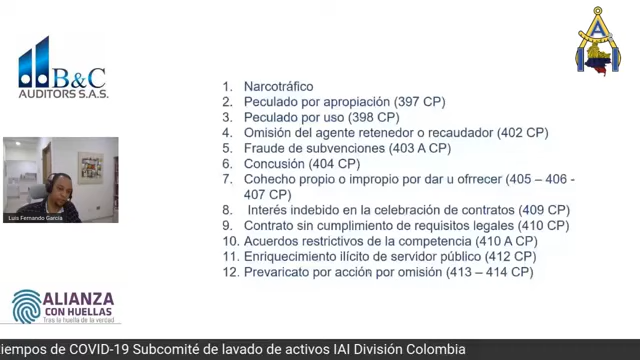 B&C
AUDITORS S.A.S.
A
1. Narcotráfico
2. Peculado por apropiación (397 CP)
3. Peculado por uso (398 CP)
4. Omisión del agente retenedor o recaudador (402 CP)
5. Fraude de subvenciones (403 A CP)
6. Concusión (404 CP)
7. Cohecho propio o impropio por dar u ofrrecer (405 – 406 -
407 CP)
8. Interés indebido en la celebración de contratos (409 CP)
9. Contrato sin cumplimiento de requisitos legales (410 CP)
10. Acuerdos restrictivos de la competencia (410 A CP)
11. Enriquecimiento ilícito de servidor público (412 CP)
12. Prevaricato por acción por omisión (413 – 414 CP)
Luis Fernando Garcia
ALIANZA
CON HUELLAS
Tras la huella de la verdad
tiempos de COVID-19 Subcomité de lavado de activos IAI División Colombia